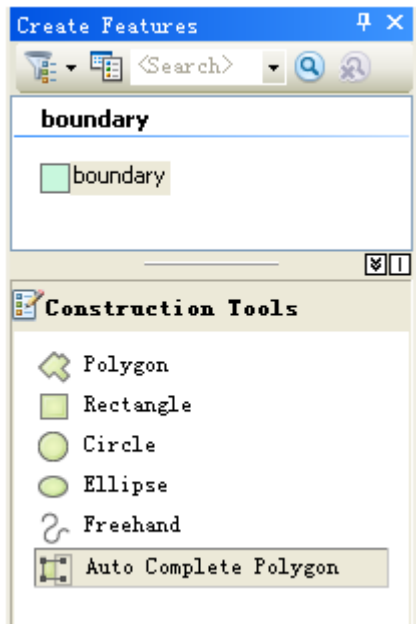 Create Features
<Search>
boundary
boundary
Construction Tools
Polygon
Rectangle
Circle
Ellipse
Freehand
Auto Complete Polygon